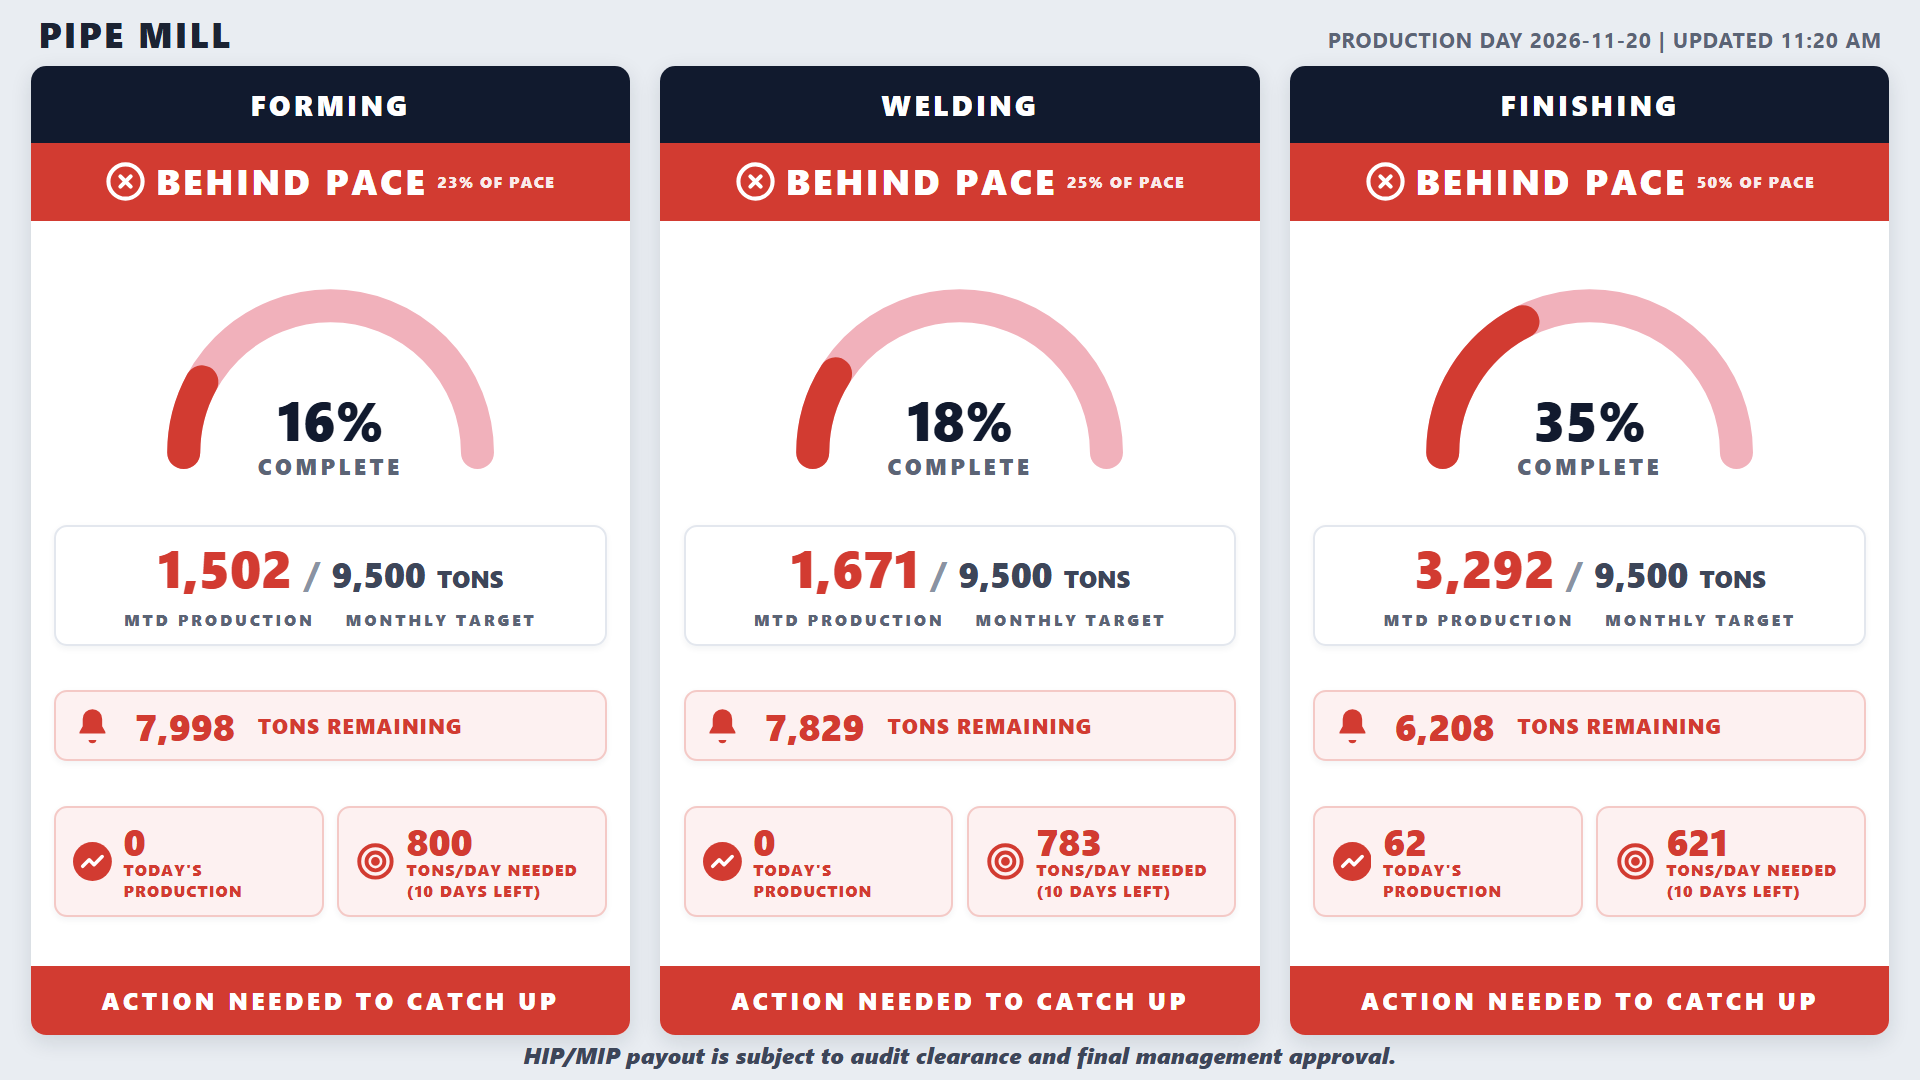 PIPE MILL
PRODUCTION DAY 2026-11-20 | UPDATED 11:20 AM
FORMING
BEHIND PACE 23% OF PACE
16%
COMPLETE
1,502 / 9,500 TONS
MTD PRODUCTION MONTHLY TARGET
7,998 TONS REMAINING
0
TODAY'S
PRODUCTION
800
TONS/DAY NEEDED
(10 DAYS LEFT)
ACTION NEEDED TO CATCH UP
WELDING
BEHIND PACE 25% OF PACE
18%
COMPLETE
1,671 / 9,500 TONS
MTD PRODUCTION MONTHLY TARGET
7,829 TONS REMAINING
0
TODAY'S
PRODUCTION
783
TONS/DAY NEEDED
(10 DAYS LEFT)
ACTION NEEDED TO CATCH UP
FINISHING
BEHIND PACE 50% OF PACE
35%
COMPLETE
3,292 / 9,500 TONS
MTD PRODUCTION MONTHLY TARGET
6,208 TONS REMAINING
62
TODAY'S
PRODUCTION
621
TONS/DAY NEEDED
(10 DAYS LEFT)
ACTION NEEDED TO CATCH UP
HIP/MIP payout is subject to audit clearance and final management approval.